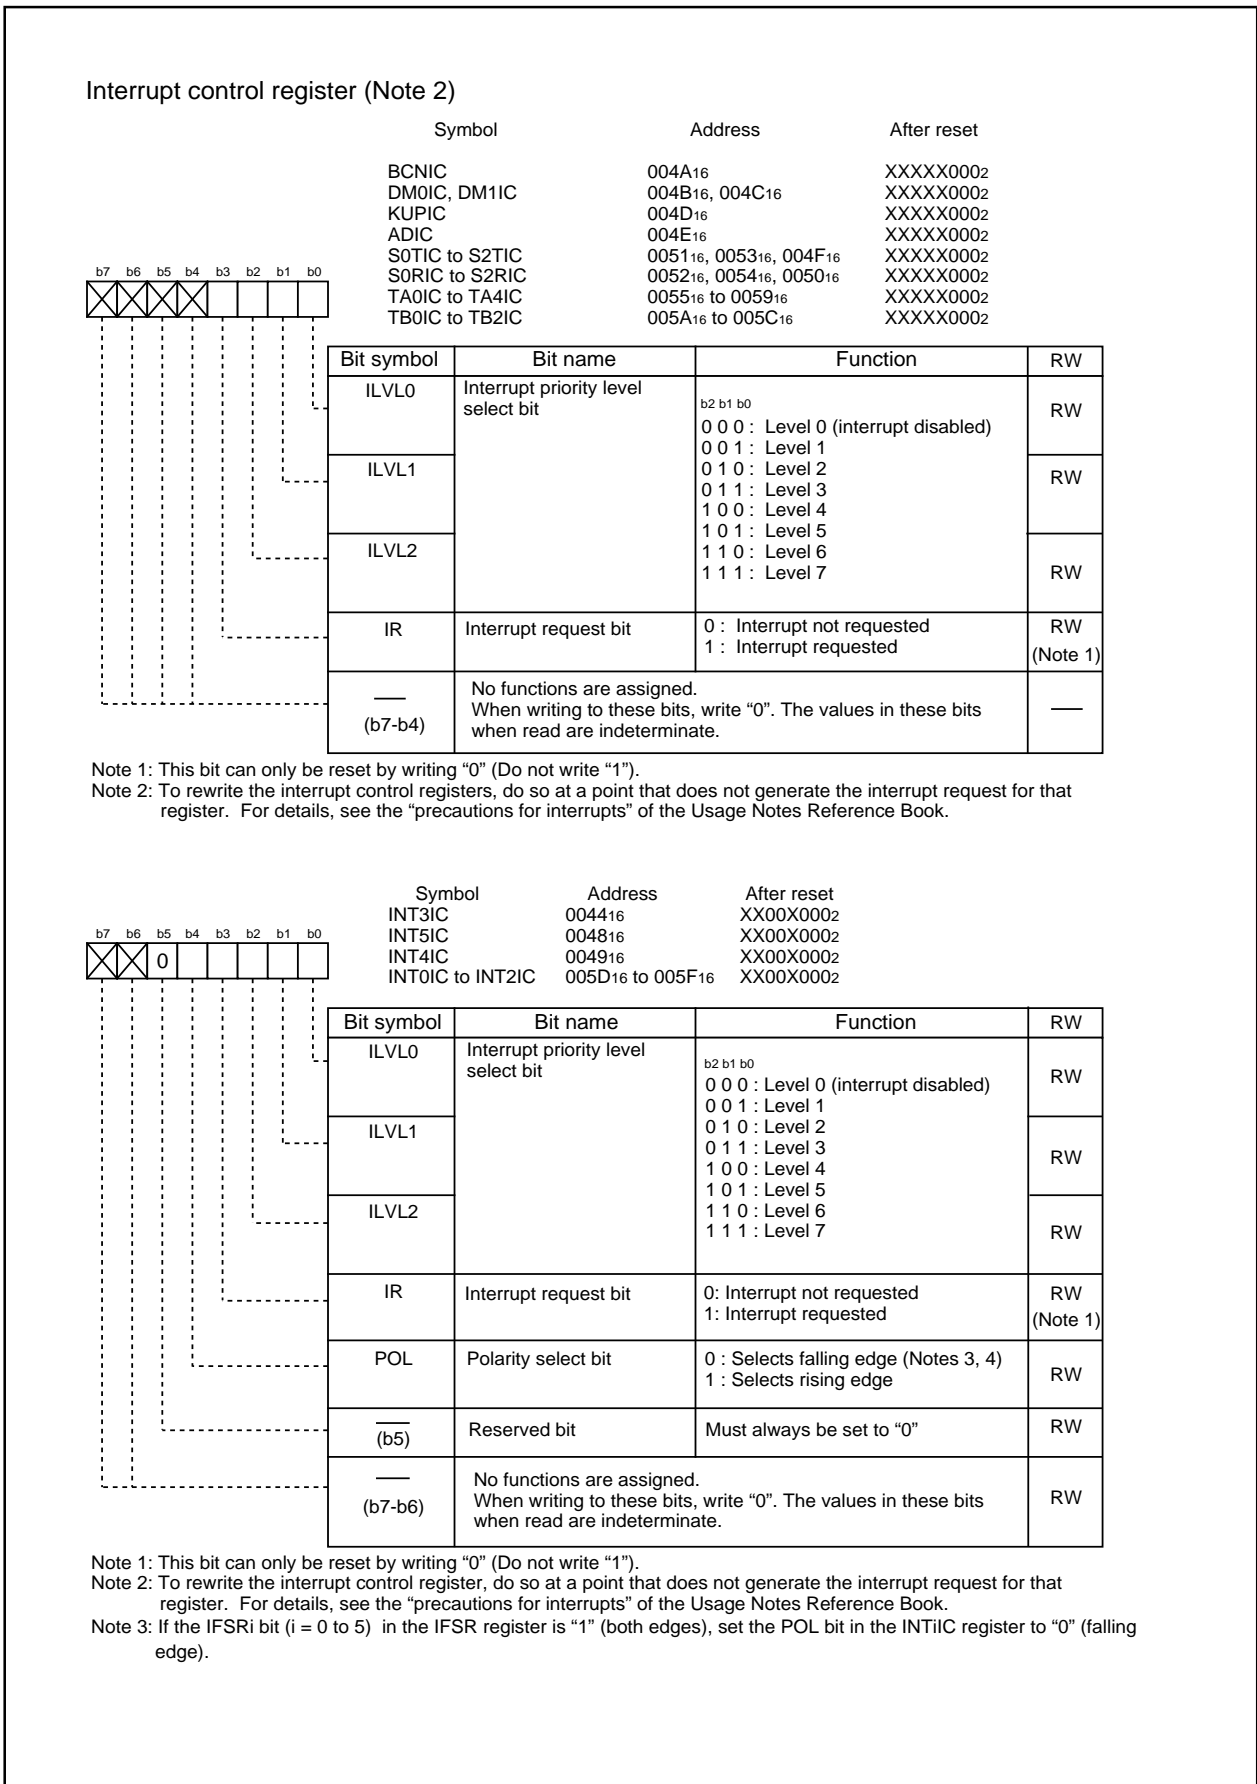 Interrupt control register (Note 2)
Symbol Address After reset
BCNIC 004A16 XXXXX0002
DM0IC, DM1IC 004B16, 004C16 XXXXX0002
KUPIC 004D16 XXXXX0002
ADIC 004E16 XXXXX0002
S0TIC to S2TIC 005116, 005316, 004F16 XXXXX0002
S0RIC to S2RIC 005216, 005416, 005016 XXXXX0002
TA0IC to TA4IC 005516 to 005916 XXXXX0002
TB0IC to TB2IC 005A16 to 005C16 XXXXX0002
b7 b6 b5 b4 b3 b2 b1 b0
Bit symbol Bit name Function RW
ILVL0 Interrupt priority level
select bit
b2 b1 b0
RW
0 0 0 : Level 0 (interrupt disabled)
0 0 1 : Level 1
ILVL1 0 1 0 : Level 2 RW
0 1 1 : Level 3
1 0 0 : Level 4
1 0 1 : Level 5
ILVL2 1 1 0 : Level 6
1 1 1 : Level 7 RW
IR Interrupt request bit 0 : Interrupt not requested RW
1 : Interrupt requested (Note 1)
No functions are assigned.
When writing to these bits, write “0”. The values in these bits
(b7-b4) when read are indeterminate.
Note 1: This bit can only be reset by writing “0” (Do not write “1”).
Note 2: To rewrite the interrupt control registers, do so at a point that does not generate the interrupt request for that
register. For details, see the “precautions for interrupts” of the Usage Notes Reference Book.
Symbol Address After reset
INT3IC 004416 XX00X0002
INT5IC 004816 XX00X0002
INT4IC 004916 XX00X0002
INT0IC to INT2IC 005D16 to 005F16 XX00X0002
b7 b6 b5 b4 b3 b2 b1 b0
0
Bit symbol Bit name Function RW
ILVL0 Interrupt priority level
select bit
b2 b1 b0
RW
0 0 0 : Level 0 (interrupt disabled)
0 0 1 : Level 1
ILVL1 0 1 0 : Level 2
0 1 1 : Level 3 RW
1 0 0 : Level 4
1 0 1 : Level 5
ILVL2 1 1 0 : Level 6
1 1 1 : Level 7 RW
IR Interrupt request bit 0: Interrupt not requested RW
1: Interrupt requested (Note 1)
POL Polarity select bit 0 : Selects falling edge (Notes 3, 4)
1 : Selects rising edge RW
(b5) Reserved bit Must always be set to “0” RW
No functions are assigned.
(b7-b6) When writing to these bits, write “0”. The values in these bits RW
when read are indeterminate.
Note 1: This bit can only be reset by writing “0” (Do not write “1”).
Note 2: To rewrite the interrupt control register, do so at a point that does not generate the interrupt request for that
register. For details, see the “precautions for interrupts” of the Usage Notes Reference Book.
Note 3: If the IFSRi bit (i = 0 to 5) in the IFSR register is “1” (both edges), set the POL bit in the INTiIC register to “0” (falling
edge).